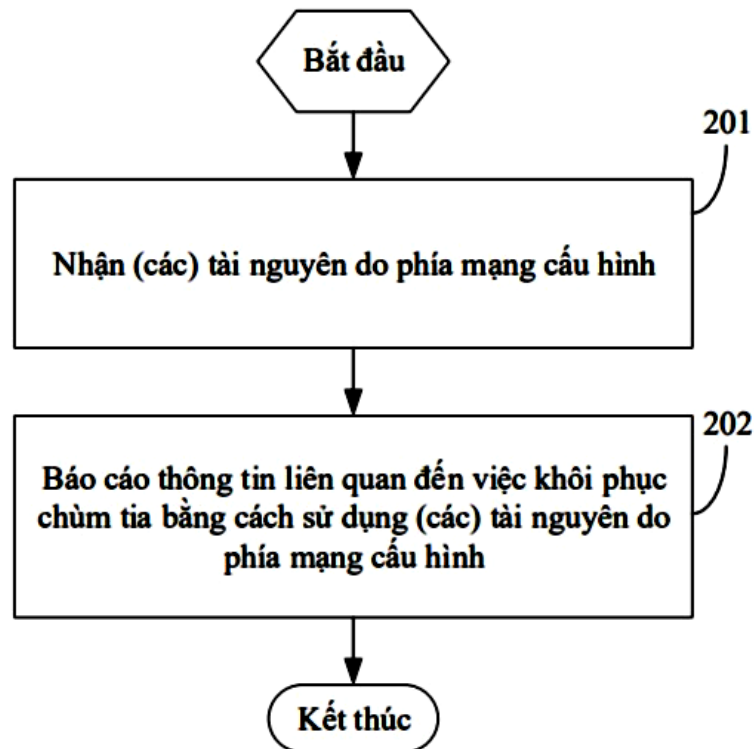 Bắt đầu
201
Nhận (các) tài nguyên do phía mạng cấu hình
202
Báo cáo thông tin liên quan đến việc khôi phục
chùm tia bằng cách sử dụng (các) tài nguyên do
phía mạng cấu hình
Kết thúc